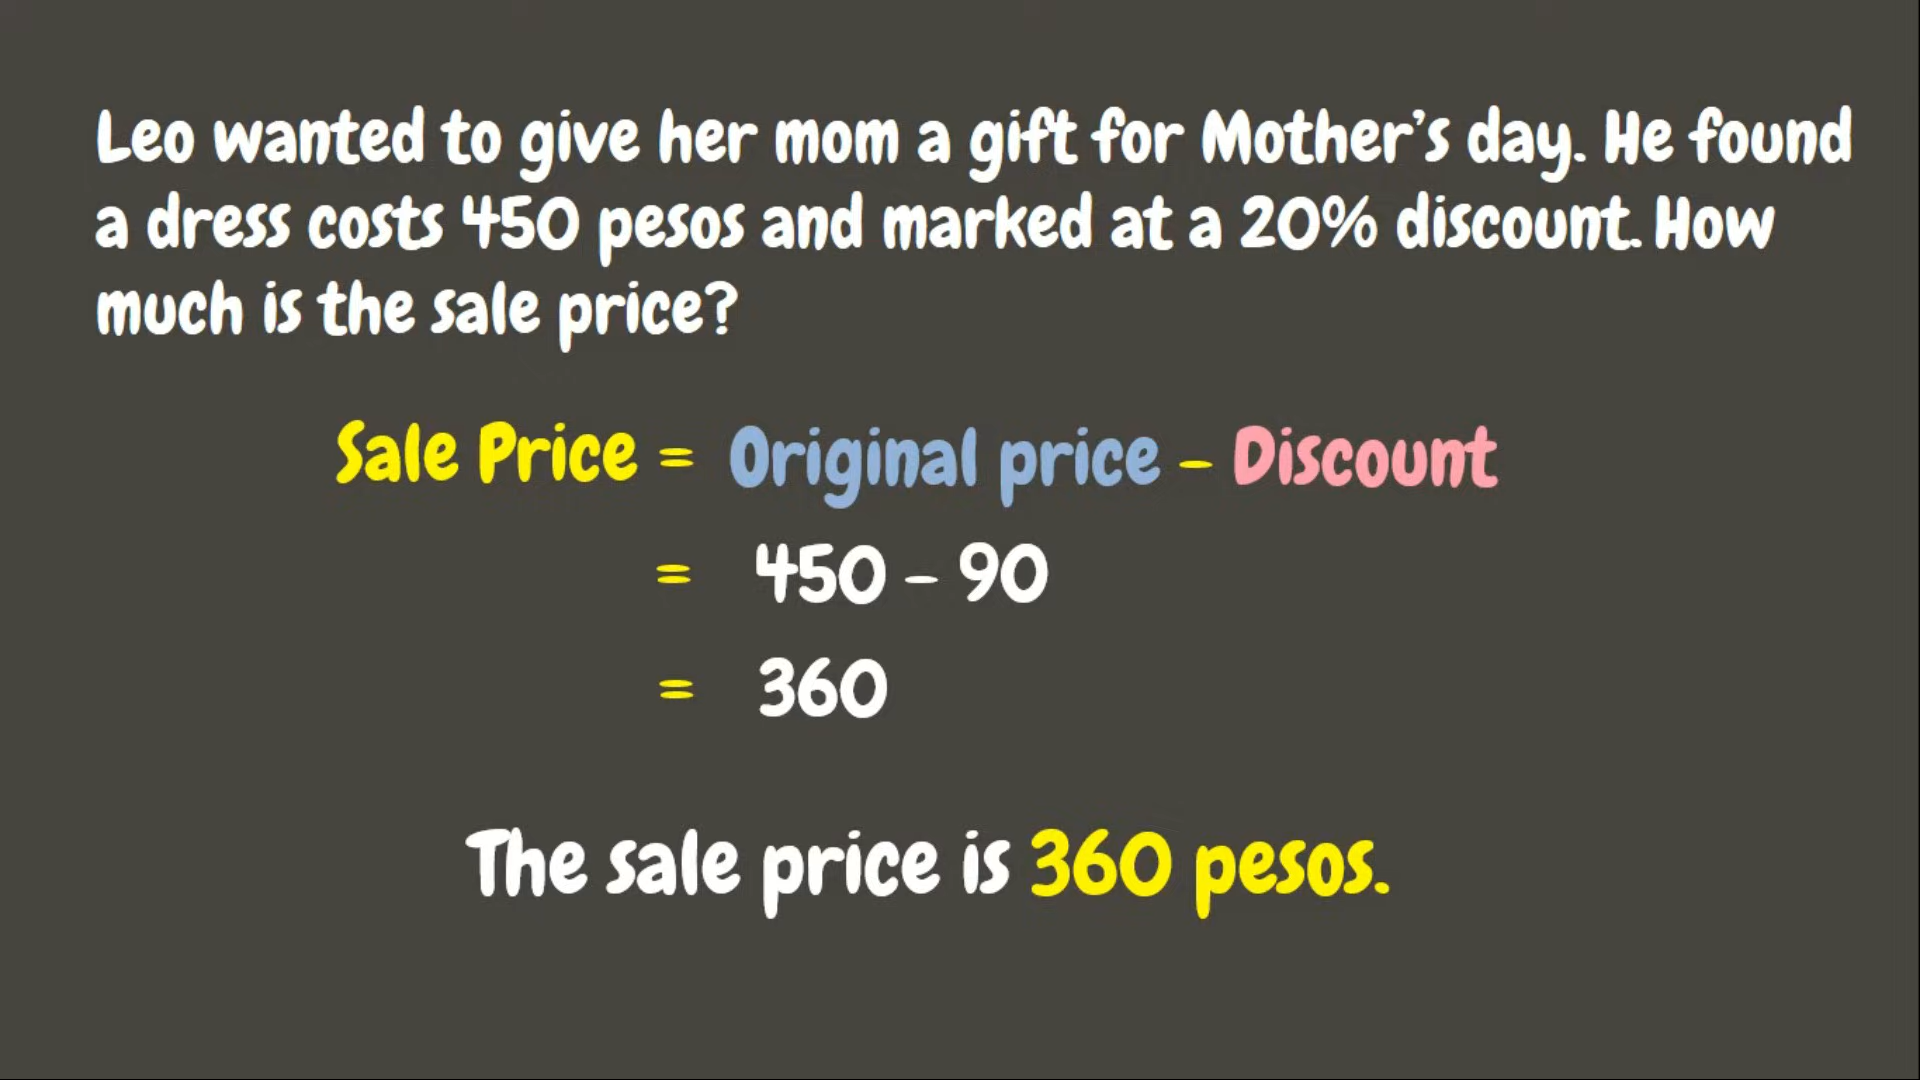 Leo wanted to give her mom a gift for Mother’s day. He found
a dress costs 450 pesos and marked at a 20% discount. How
much is the sale price?
Sale Price = Original price - Discount
= 450 - 90
= 360
The sale price is 360 pesos.